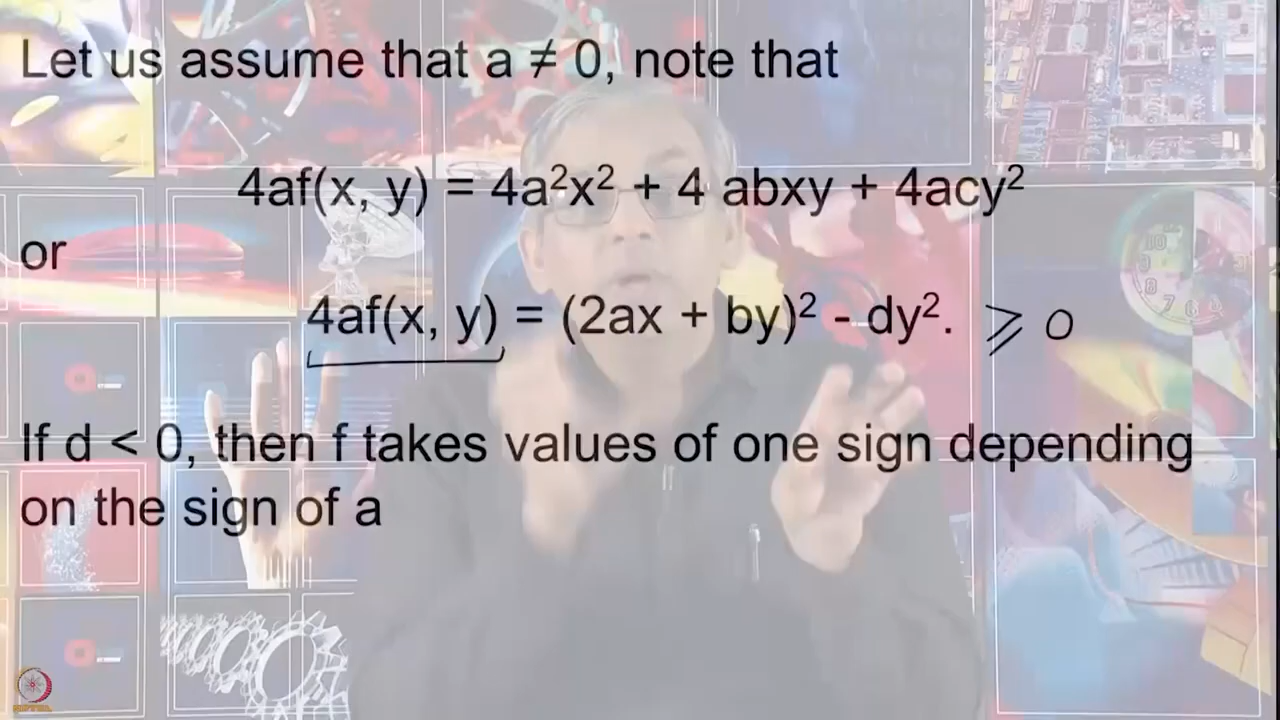 Let us assume that a ≠ 0, note that
4af(x, y) = 4a²x² + 4 abxy + 4acy²
or
4af(x, y) = (2ax + by)² - dy². ⩾ 0
If d < 0, then f takes values of one sign depending
on the sign of a